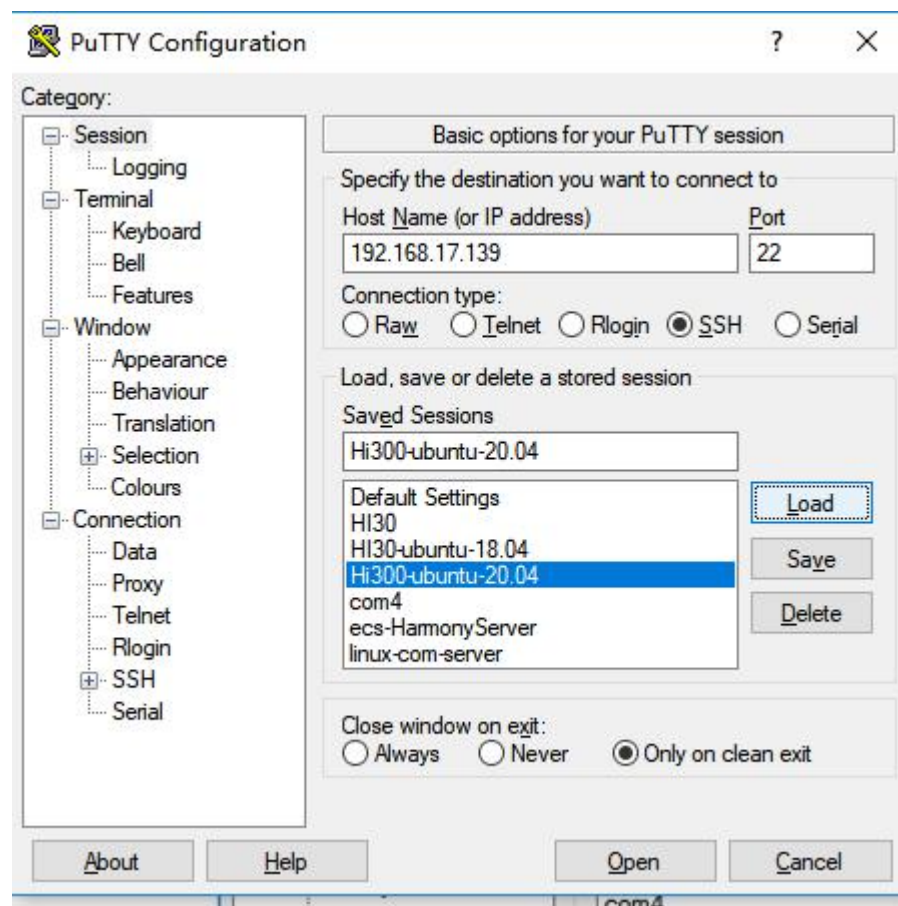 PuTTY Configuration
?
Category:
Session
Logging
Terminal
Keyboard
Bell
Features
Window
Appearance
Behaviour
Translation
Selection
Colours
Connection
Data
Proxy
Telnet
Rlogin
SSH
Serial
Basic options for your PuTTY session
Specify the destination you want to connect to
Host Name (or IP address) Port
192.168.17.139 22
Connection type:
Raw Telnet Rlogin SSH Serial
Load, save or delete a stored session
Saved Sessions
Hi300-ubuntu-20.04
Default Settings
HI30
HI30-ubuntu-18.04
Hi300-ubuntu-20.04
com4
ecs-HarmonyServer
linux-com-server
Load
Save
Delete
Close window on exit:
Always Never Only on clean exit
About Help Open Cancel
com4